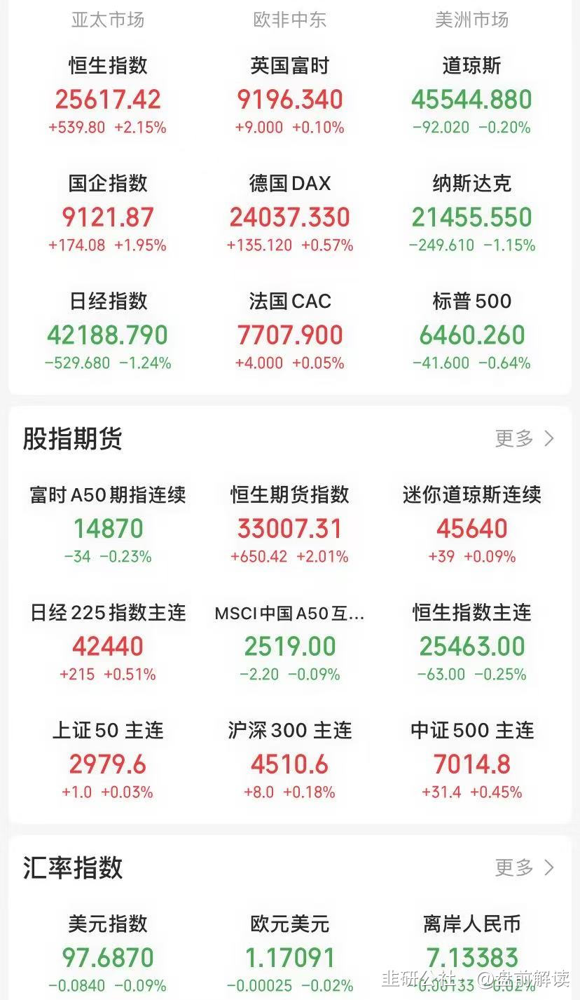 亚太市场 欧非中东 美洲市场
恒生指数 英国富时 道琼斯
25617.42 9196.340 45544.880
+539.80 +2.15% +9.000 +0.10% -92.020 -0.20%
国企指数 德国DAX 纳斯达克
9121.87 24037.330 21455.550
+174.08 +1.95% +135.120 +0.57% -249.610 -1.15%
日经指数 法国CAC 标普500
42188.790 7707.900 6460.260
-529.680 -1.24% +4.000 +0.05% -41.600 -0.64%
股指期货 更多 >
富时A50期指连续 恒生期货指数 迷你道琼斯连续
14870 33007.31 45640
-34 -0.23% +650.42 +2.01% +39 +0.09%
日经225指数主连 MSCI中国A50互... 恒生指数主连
42440 2519.00 25463.00
+215 +0.51% -2.20 -0.09% -63.00 -0.25%
上证50 主连 沪深300 主连 中证500 主连
2979.6 4510.6 7014.8
+1.0 +0.03% +8.0 +0.18% +31.4 +0.45%
汇率指数 更多 >
美元指数 欧元美元 离岸人民币
97.6870 1.17091 7.13383
-0.0840 -0.09% -0.00025 -0.02% -0.00133 -0.02%
韭研公社 @盘前解读